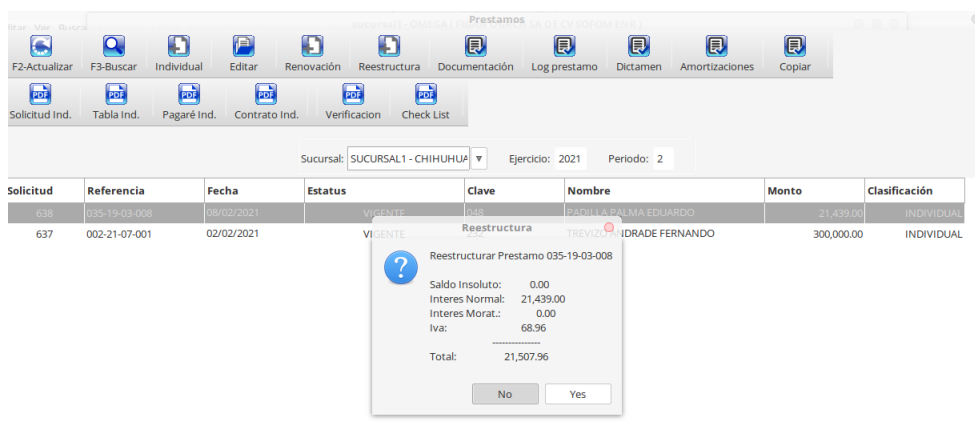 Prestamos
F2-Actualizar F3-Buscar Individual Editar Renovación Reestructura Documentación Log prestamo Dictamen Amortizaciones Copiar
PDF PDF PDF PDF PDF PDF
Solicitud Ind. Tabla Ind. Pagaré Ind. Contrato Ind. Verificacion Check List
Sucursal: SUCURSAL1 - CHIHUHUA Ejercicio: 2021 Periodo: 2
Solicitud Referencia Fecha Estatus Clave Nombre Monto Clasificación
638 035-19-03-008 08/02/2021 VIGENTE 048 PADILLA PALMA EDUARDO 21,439.00 INDIVIDUAL
637 002-21-07-001 02/02/2021 VIGENTE TREVIZO ANDRADE FERNANDO 300,000.00 INDIVIDUAL
Reestructura
Reestructurar Prestamo 035-19-03-008
Saldo Insoluto: 0.00
Interes Normal: 21,439.00
Interes Morat.: 0.00
Iva: 68.96
---------------
Total: 21,507.96
No Yes